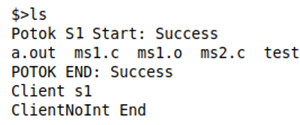 $>ls
Potok S1 Start: Success
a.out  ms1.c  ms1.o  ms2.c  test
POTOK END: Success
Client s1
ClientNoInt End